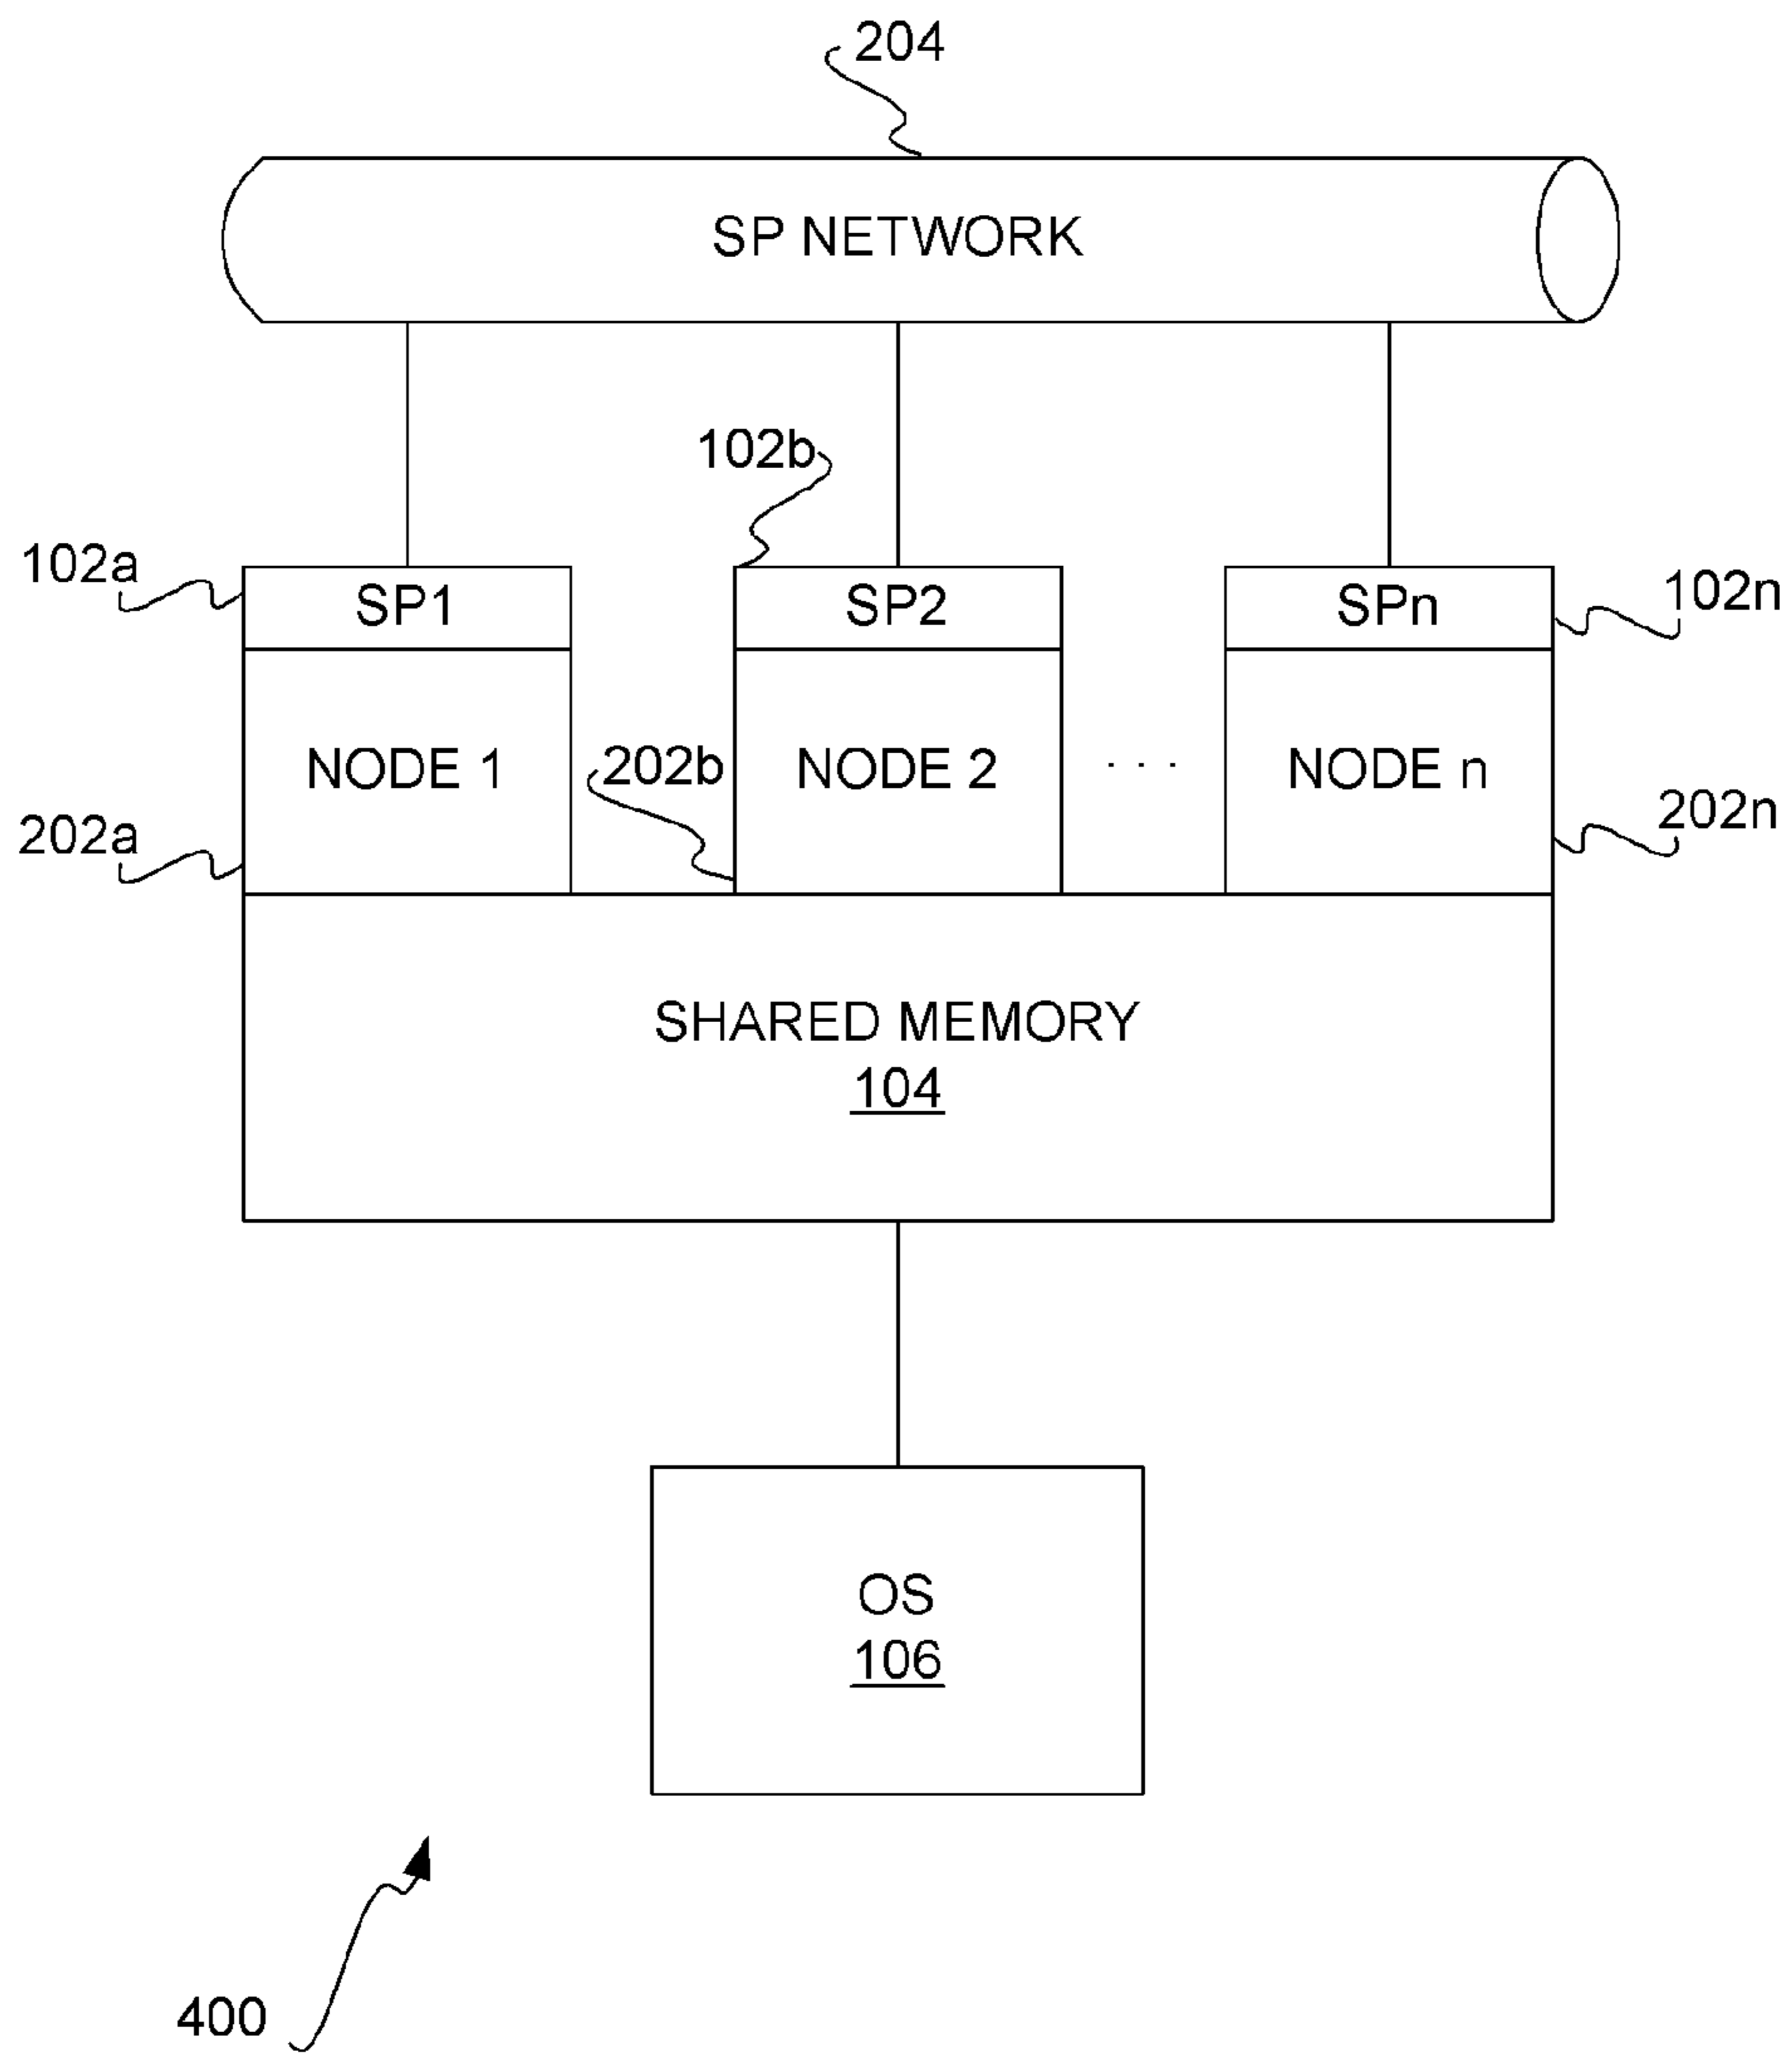 204
SP NETWORK
102b
102a
SP1
SP2
SPn
102n
NODE 1
202b
NODE 2
. . .
NODE n
202a
202n
SHARED MEMORY
104
OS
106
400